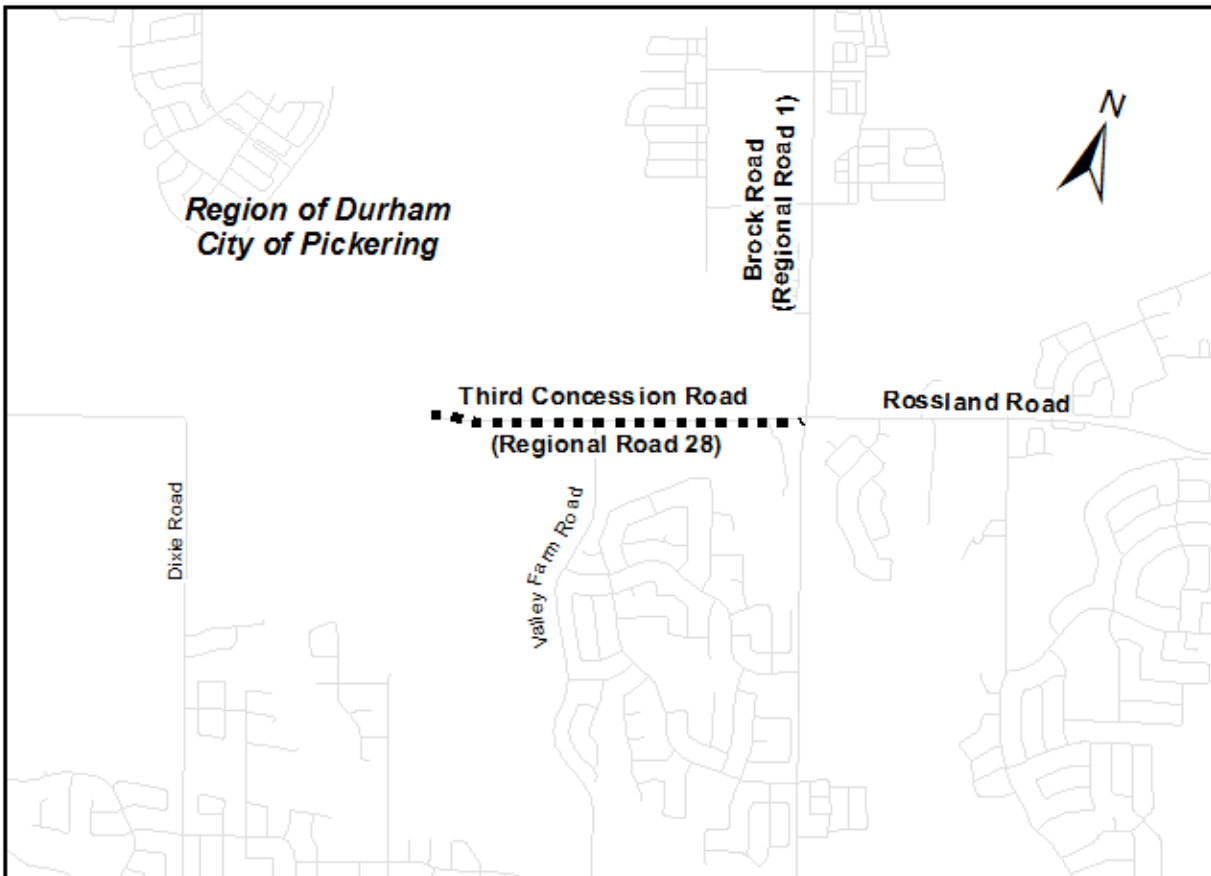 N
Brock Road
(Regional Road 1)
Region of Durham
City of Pickering
Third Concession Road
Rossland Road
(Regional Road 28)
Dixie Road
Valley Farm Road